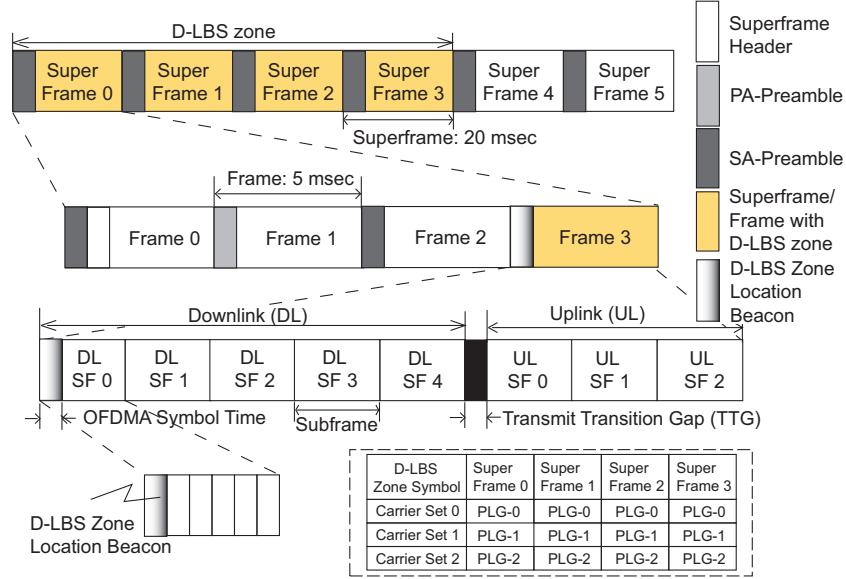 D-LBS zone
Super Frame 0
Super Frame 1
Super Frame 2
Super Frame 3
Super Frame 4
Super Frame 5
Superframe: 20 msec
Superframe Header
PA-Preamble
SA-Preamble
Superframe/ Frame with D-LBS zone
D-LBS Zone Location Beacon
Frame: 5 msec
Frame 0
Frame 1
Frame 2
Frame 3
Downlink (DL)
Uplink (UL)
DL SF 0
DL SF 1
DL SF 2
DL SF 3
DL SF 4
UL SF 0
UL SF 1
UL SF 2
OFDMA Symbol Time
Subframe
Transmit Transition Gap (TTG)
D-LBS Zone
Location Beacon
D-LBS Zone Symbol Super Frame 0 Super Frame 1 Super Frame 2 Super Frame 3
Carrier Set 0 PLG-0 PLG-0 PLG-0 PLG-0
Carrier Set 1 PLG-1 PLG-1 PLG-1 PLG-1
Carrier Set 2 PLG-2 PLG-2 PLG-2 PLG-2